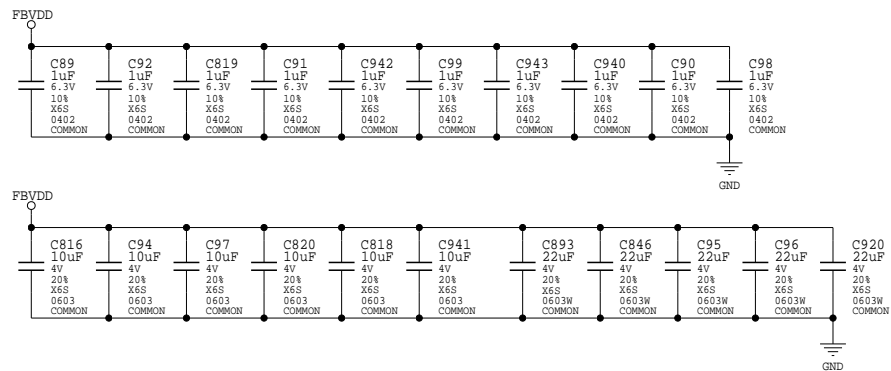 FBVDD
C89
1uF
6.3V
10%
X6S
0402
COMMON
C92
1uF
6.3V
10%
X6S
0402
COMMON
C819
1uF
6.3V
10%
X6S
0402
COMMON
C91
1uF
6.3V
10%
X6S
0402
COMMON
C942
1uF
6.3V
10%
X6S
0402
COMMON
C99
1uF
6.3V
10%
X6S
0402
COMMON
C943
1uF
6.3V
10%
X6S
0402
COMMON
C940
1uF
6.3V
10%
X6S
0402
COMMON
C90
1uF
6.3V
10%
X6S
0402
COMMON
C98
1uF
6.3V
10%
X6S
0402
COMMON
GND
FBVDD
C816
10uF
4V
20%
X6S
0603
COMMON
C94
10uF
4V
20%
X6S
0603
COMMON
C97
10uF
4V
20%
X6S
0603
COMMON
C820
10uF
4V
20%
X6S
0603
COMMON
C818
10uF
4V
20%
X6S
0603
COMMON
C941
10uF
4V
20%
X6S
0603
COMMON
C893
22uF
4V
20%
X6S
0603W
COMMON
C846
22uF
4V
20%
X6S
0603W
COMMON
C95
22uF
4V
20%
X6S
0603W
COMMON
C96
22uF
4V
20%
X6S
0603W
COMMON
C920
22uF
4V
20%
X6S
0603W
COMMON
GND